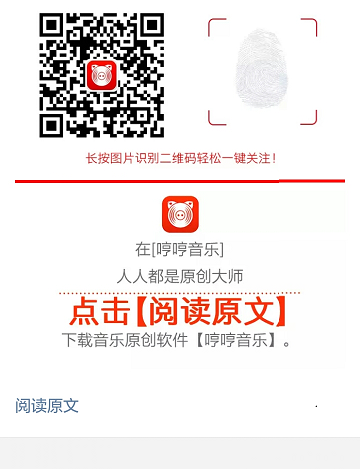 长按图片识别二维码轻松一键关注！
在[哼哼音乐]
人人都是原创大师
点击【阅读原文】
下载音乐原创软件【哼哼音乐】。
阅读原文